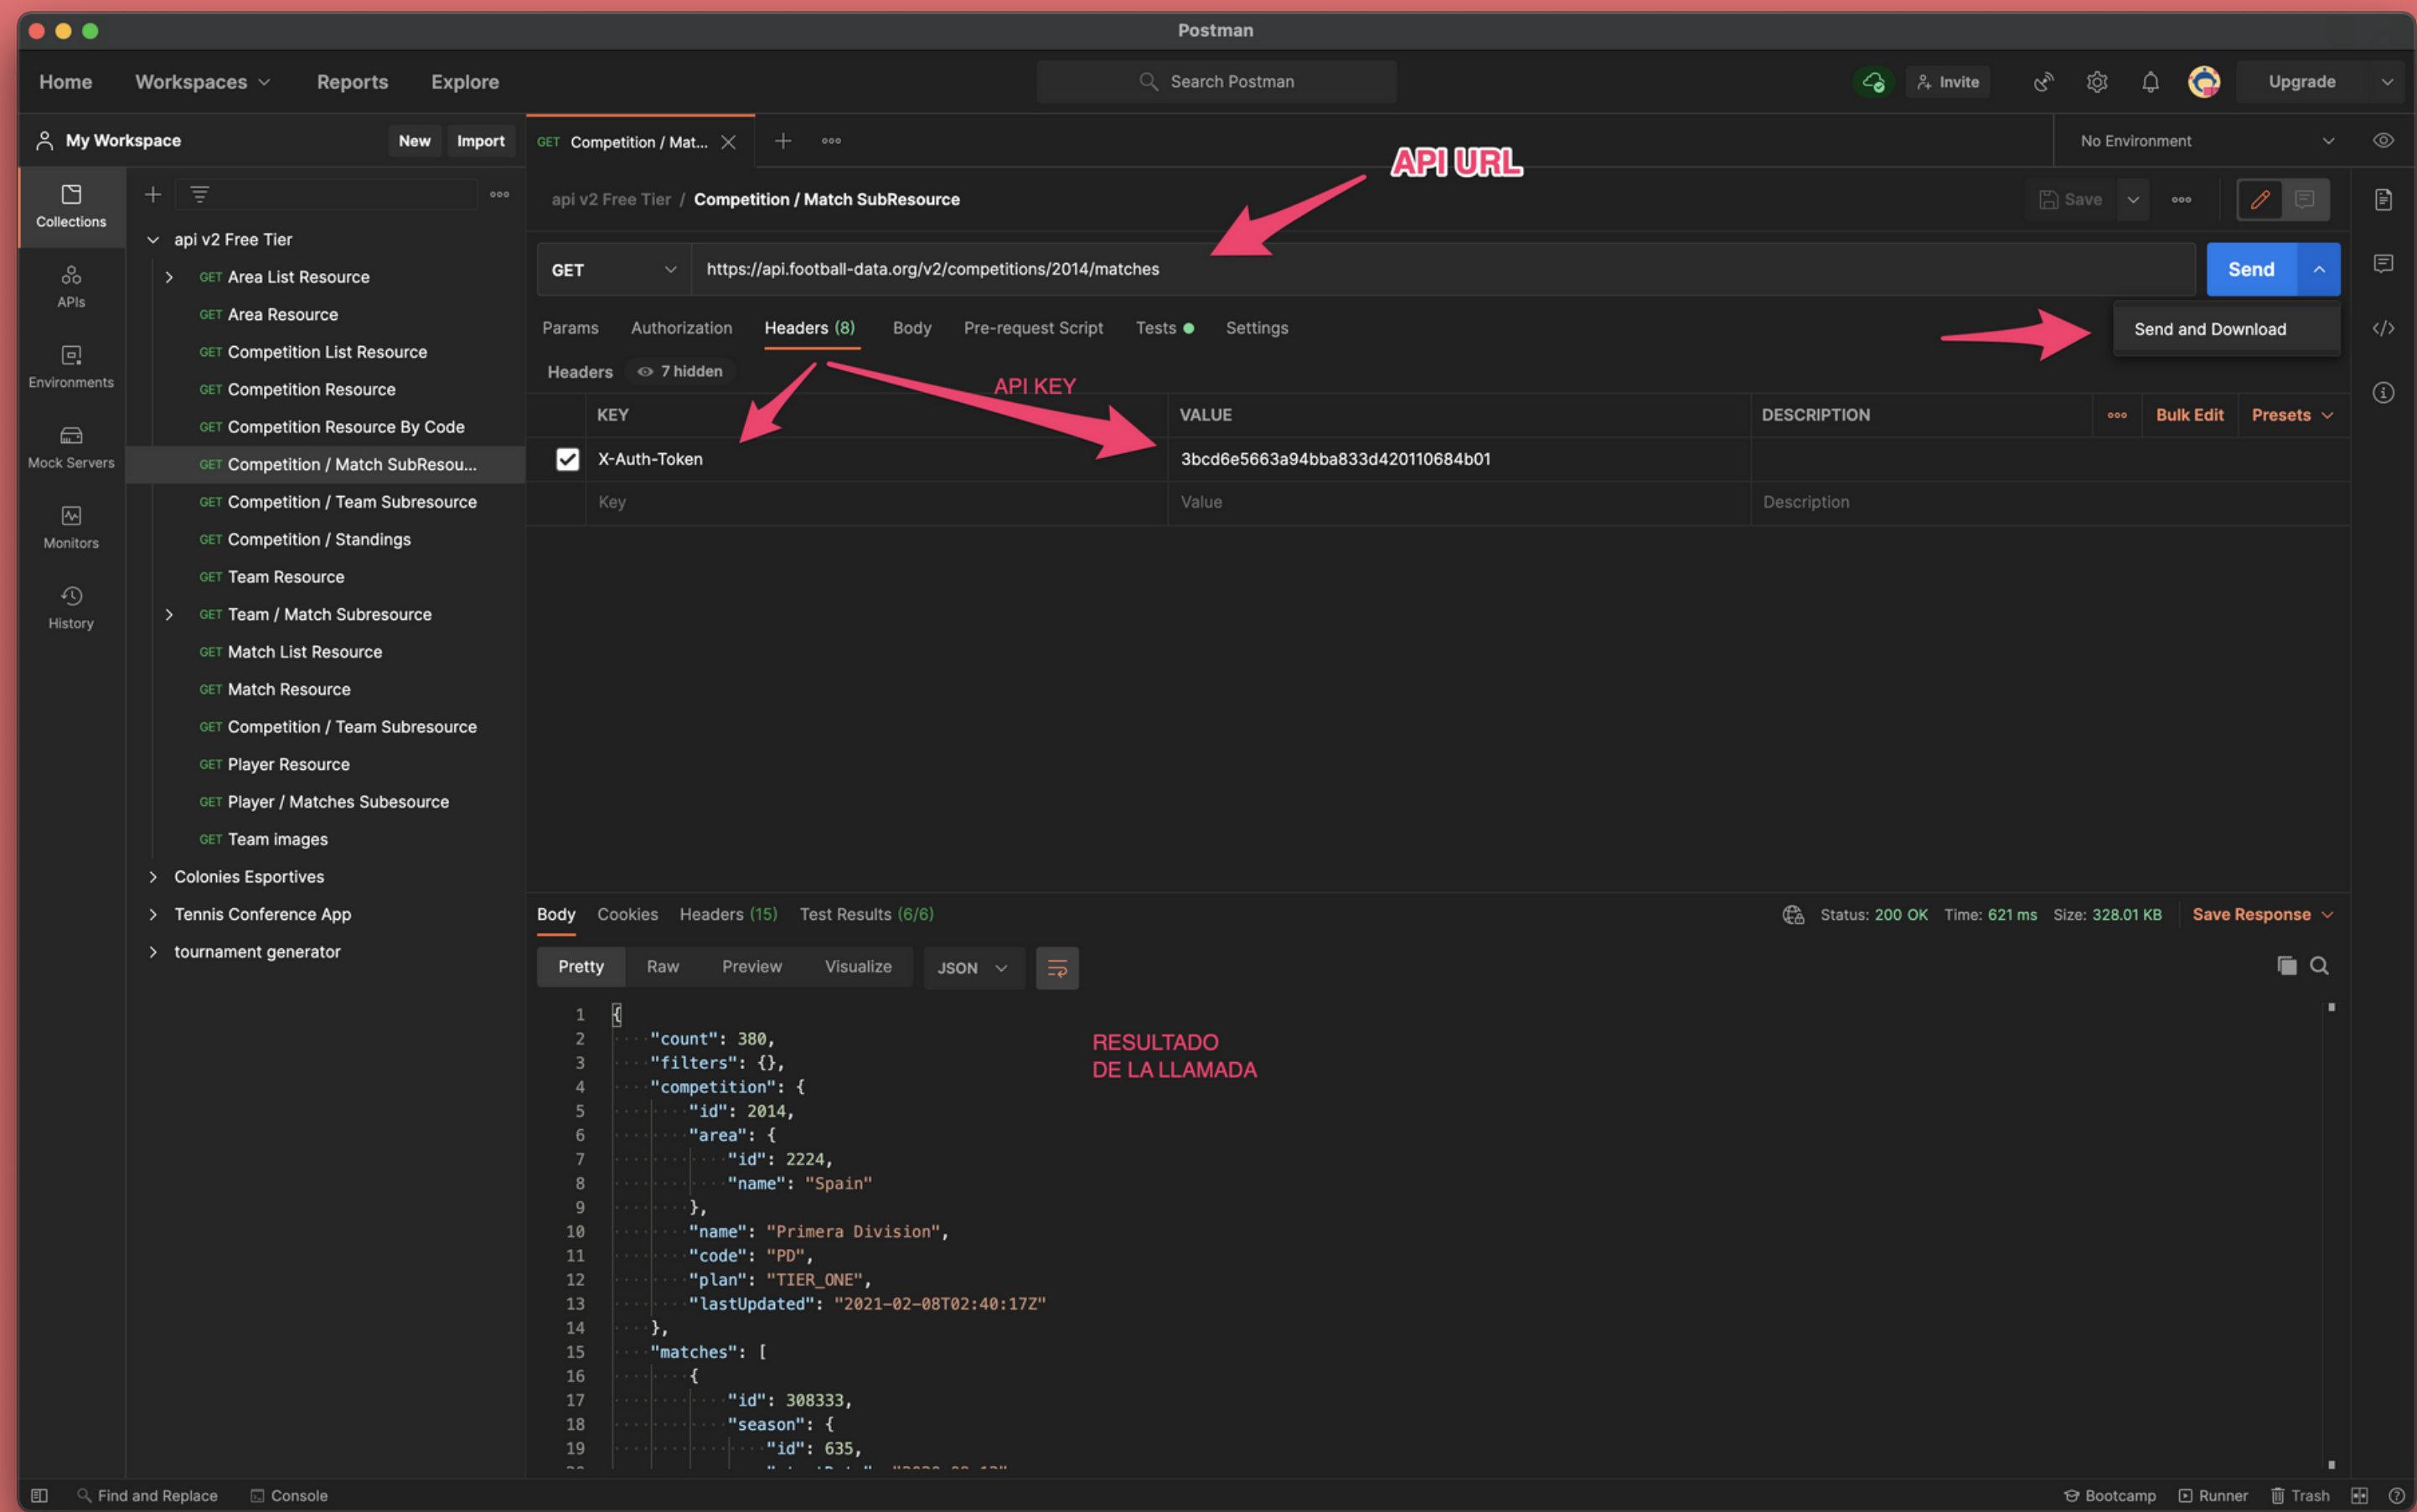 Postman
Home Workspaces Reports Explore Search Postman Invite Upgrade
My Workspace New Import GET Competition / Mat... No Environment
API URL
Collections
APIs
Environments
Mock Servers
Monitors
History
api v2 Free Tier
GET Area List Resource
GET Area Resource
GET Competition List Resource
GET Competition Resource
GET Competition Resource By Code
GET Competition / Match SubResou...
GET Competition / Team Subresource
GET Competition / Standings
GET Team Resource
GET Team / Match Subresource
GET Match List Resource
GET Match Resource
GET Competition / Team Subresource
GET Player Resource
GET Player / Matches Subesource
GET Team images
Colonies Esportives
Tennis Conference App
tournament generator
api v2 Free Tier / Competition / Match SubResource Save
GET https://api.football-data.org/v2/competitions/2014/matches Send
Send and Download
Params Authorization Headers (8) Body Pre-request Script Tests Settings
Headers 7 hidden
API KEY
KEY VALUE DESCRIPTION Bulk Edit Presets
X-Auth-Token 3bcd6e5663a94bba833d420110684b01
Key Value Description
Body Cookies Headers (15) Test Results (6/6) Status: 200 OK Time: 621 ms Size: 328.01 KB Save Response
Pretty Raw Preview Visualize JSON
RESULTADO
DE LA LLAMADA
1 {
2 "count": 380,
3 "filters": {},
4 "competition": {
5 "id": 2014,
6 "area": {
7 "id": 2224,
8 "name": "Spain"
9 },
10 "name": "Primera Division",
11 "code": "PD",
12 "plan": "TIER_ONE",
13 "lastUpdated": "2021-02-08T02:40:17Z"
14 },
15 "matches": [
16 {
17 "id": 308333,
18 "season": {
19 "id": 635,
Find and Replace Console Bootcamp Runner Trash